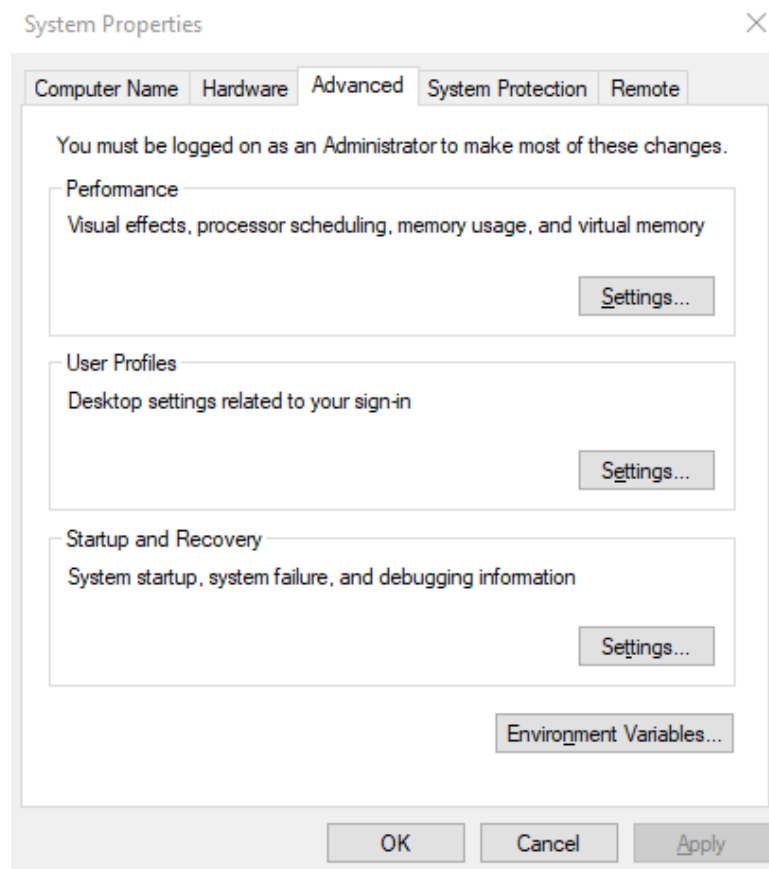 System Properties
Computer Name Hardware Advanced System Protection Remote
You must be logged on as an Administrator to make most of these changes.
Performance
Visual effects, processor scheduling, memory usage, and virtual memory
Settings...
User Profiles
Desktop settings related to your sign-in
Settings...
Startup and Recovery
System startup, system failure, and debugging information
Settings...
Environment Variables...
OK Cancel Apply